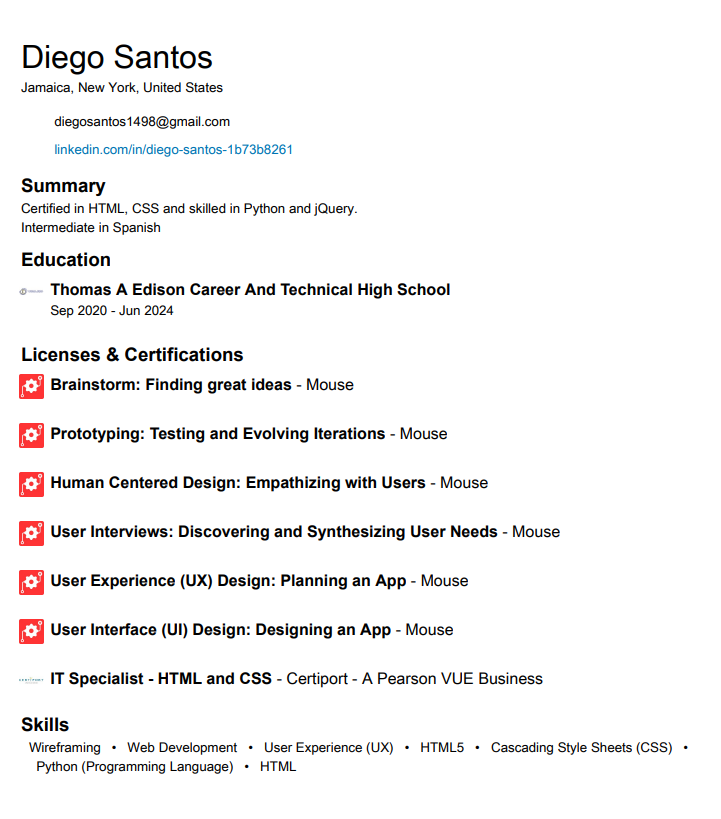 Diego Santos
Jamaica, New York, United States
diegosantos1498@gmail.com
linkedin.com/in/diego-santos-1b73b8261
Summary
Certified in HTML, CSS and skilled in Python and jQuery.
Intermediate in Spanish
Education
Thomas A Edison Career And Technical High School
Sep 2020 - Jun 2024
Licenses & Certifications
Brainstorm: Finding great ideas - Mouse
Prototyping: Testing and Evolving Iterations - Mouse
Human Centered Design: Empathizing with Users - Mouse
User Interviews: Discovering and Synthesizing User Needs - Mouse
User Experience (UX) Design: Planning an App - Mouse
User Interface (UI) Design: Designing an App - Mouse
IT Specialist - HTML and CSS - Certiport - A Pearson VUE Business
Skills
Wireframing • Web Development • User Experience (UX) • HTML5 • Cascading Style Sheets (CSS) •
Python (Programming Language) • HTML